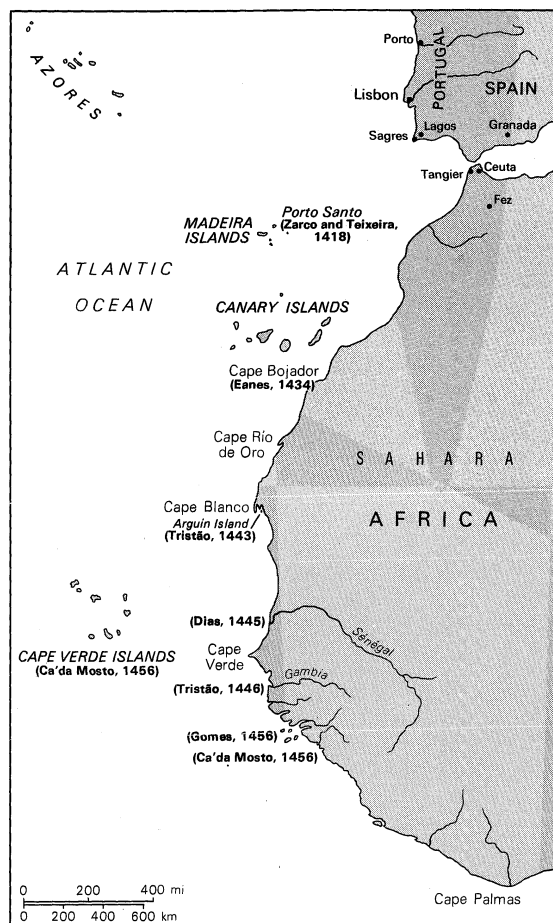 AZORES
Porto
PORTUGAL
SPAIN
Lisbon
Sagres
Lagos
Granada
Tangier
Ceuta
Fez
MADEIRA
ISLANDS
Porto Santo
(Zarco and Teixeira,
1418)
ATLANTIC
OCEAN
CANARY ISLANDS
Cape Bojador
(Eanes, 1434)
Cape Río
de Oro
SAHARA
Cape Blanco
Arguin Island
(Tristão, 1443)
AFRICA
(Dias, 1445)
Sénégal
CAPE VERDE ISLANDS
(Ca'da Mosto, 1456)
Cape
Verde
Gambia
(Tristão, 1446)
(Gomes, 1456)
(Ca'da Mosto, 1456)
0 200 400 mi
0 200 400 600 km
Cape Palmas